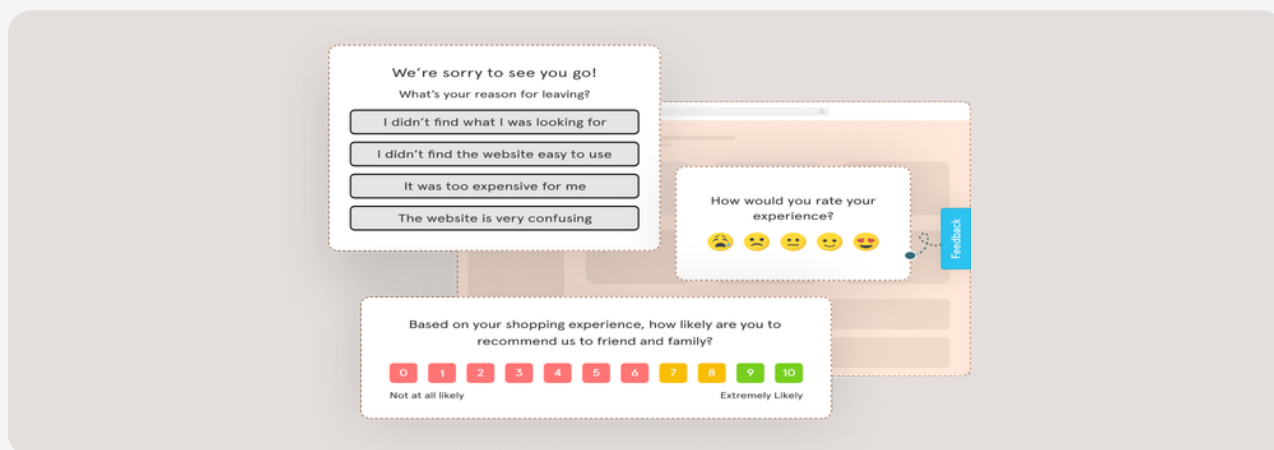 We're sorry to see you go!
What's your reason for leaving?
I didn't find what I was looking for
I didn't find the website easy to use
It was too expensive for me
The website is very confusing
How would you rate your
experience?
Feedback
Based on your shopping experience, how likely are you to
recommend us to friend and family?
0 1 2 3 4 5 6 7 8 9 10
Not at all likely Extremely Likely